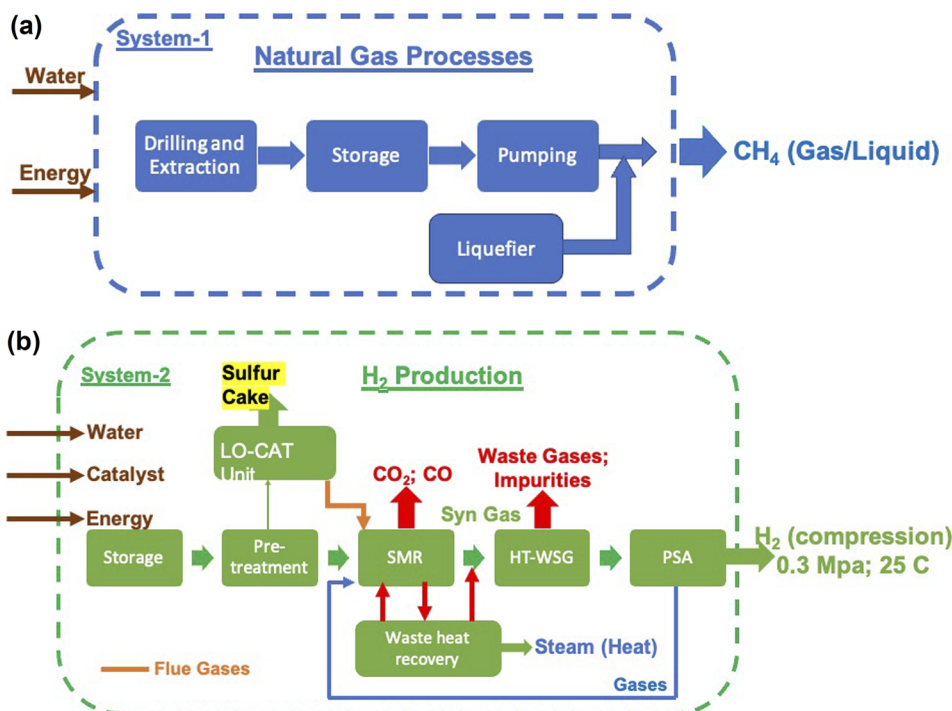 (a)
System-1
Natural Gas Processes
Water
Energy
Drilling and
Extraction
Storage
Pumping
Liquefier
CH₄ (Gas/Liquid)
(b)
System-2
H₂ Production
Sulfur
Cake
Water
Catalyst
Energy
LO-CAT
Unit
CO₂; CO
Waste Gases;
Impurities
Syn Gas
Storage
Pre-
treatment
SMR
HT-WSG
PSA
H₂ (compression)
0.3 Mpa; 25 C
Waste heat
recovery
Steam (Heat)
Flue Gases
Gases